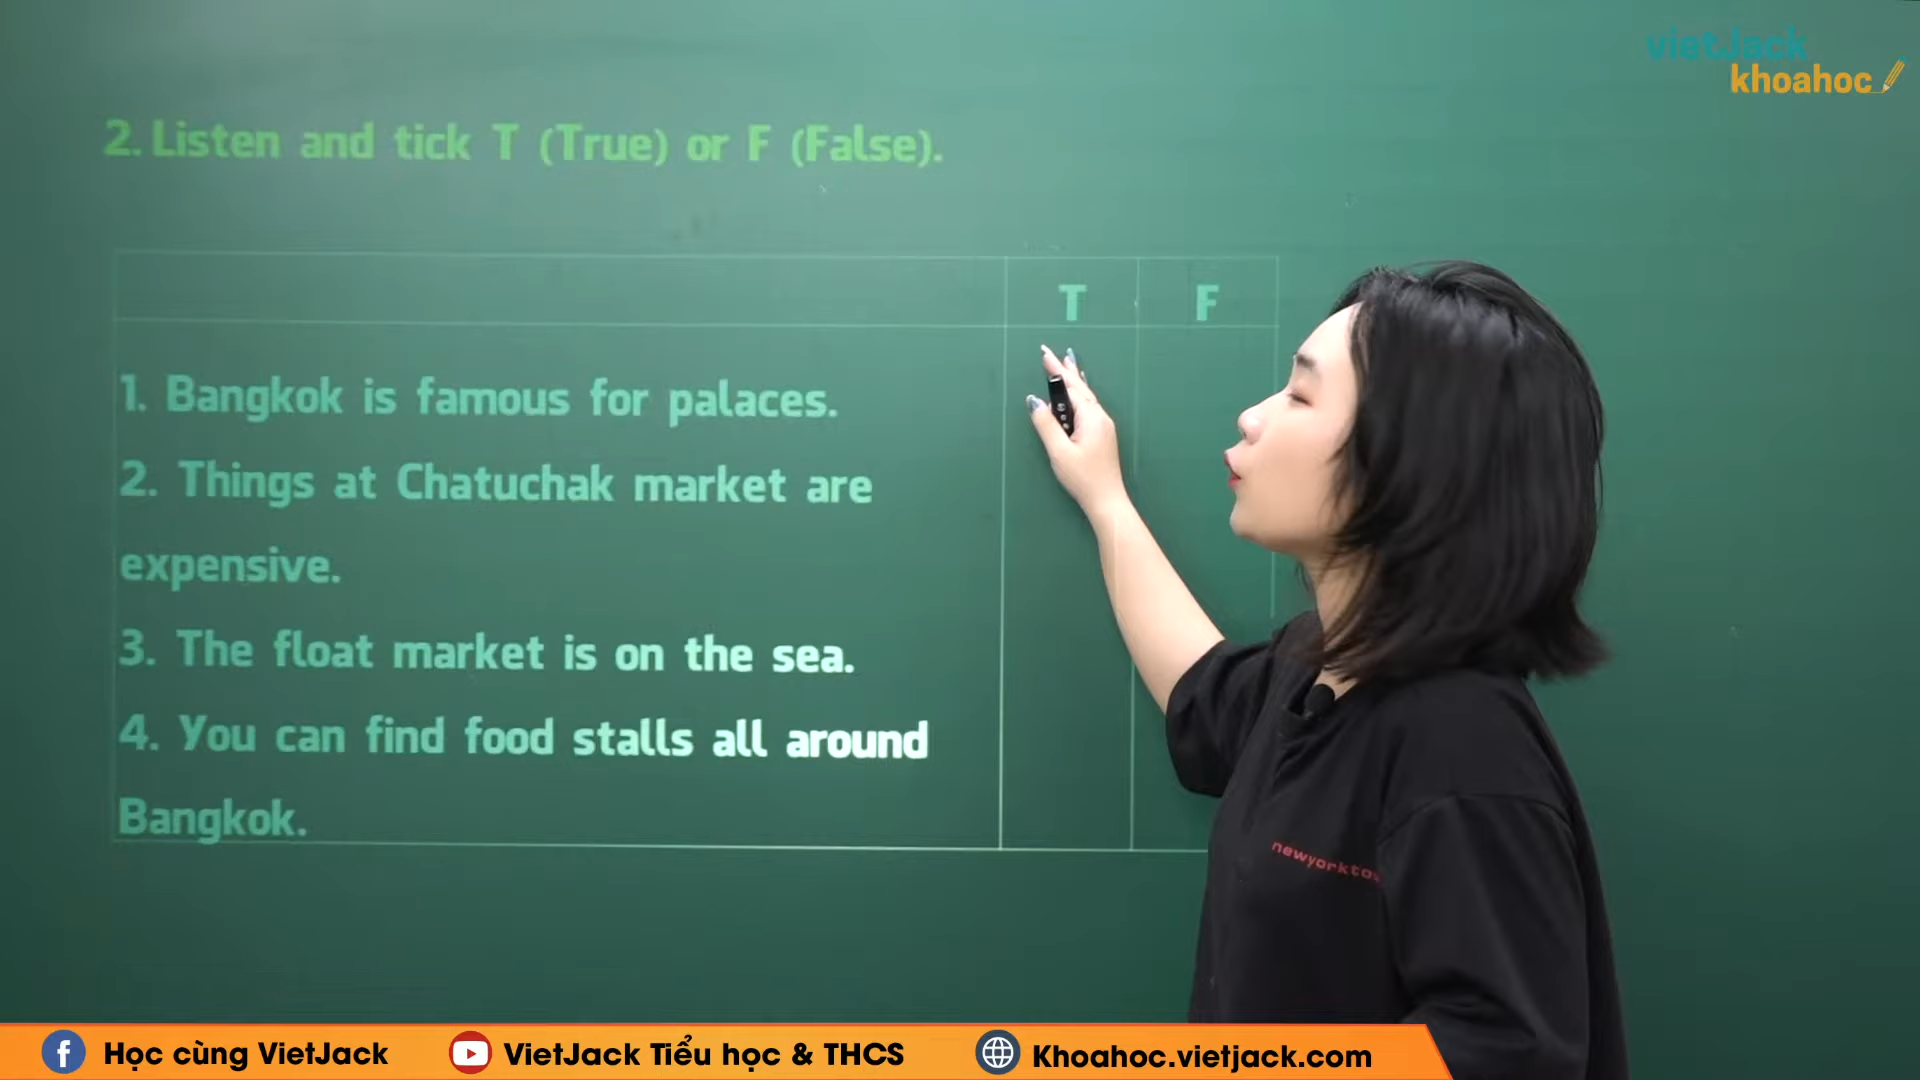 vietJack
khoahoc
2. Listen and tick T (True) or F (False).
T F
1. Bangkok is famous for palaces.
2. Things at Chatuchak market are
expensive.
3. The float market is on the sea.
4. You can find food stalls all around
Bangkok.
Học cùng VietJack
VietJack Tiểu học & THCS
Khoahoc.vietjack.com